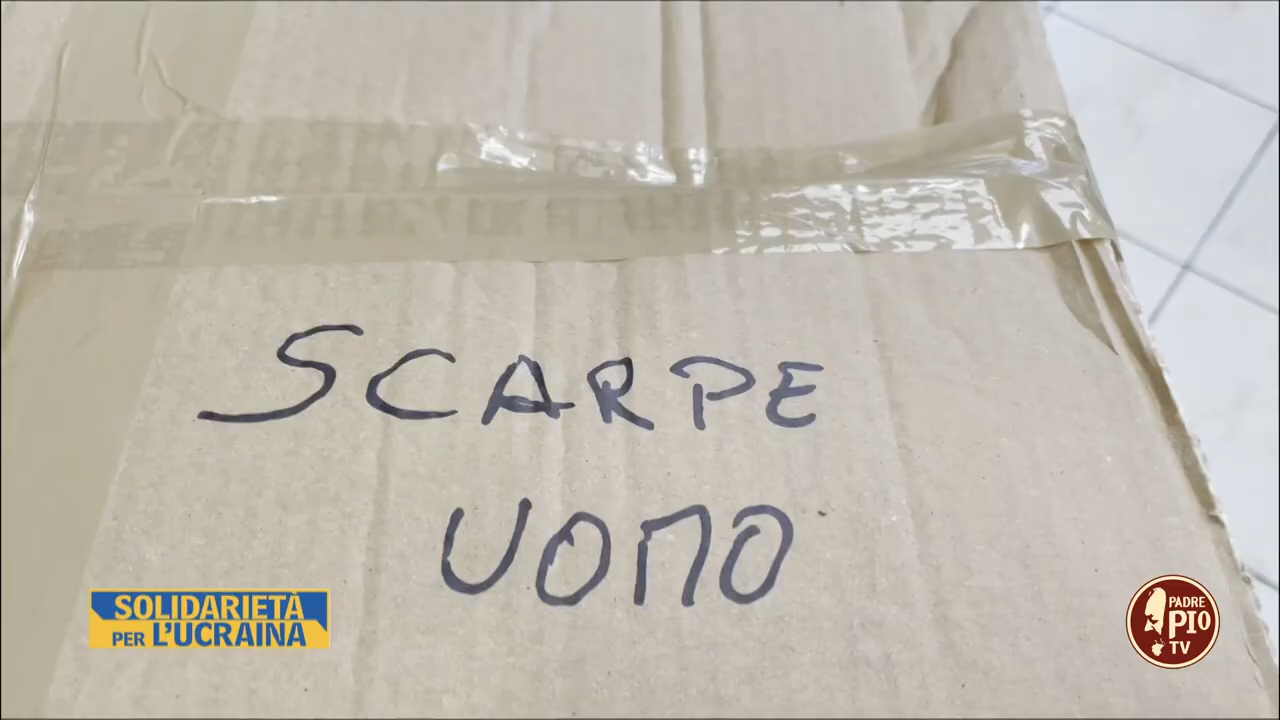 SCARPE
UOMO
SOLIDARIETÀ
PER L'UCRAINA
PADRE
PIO
TV